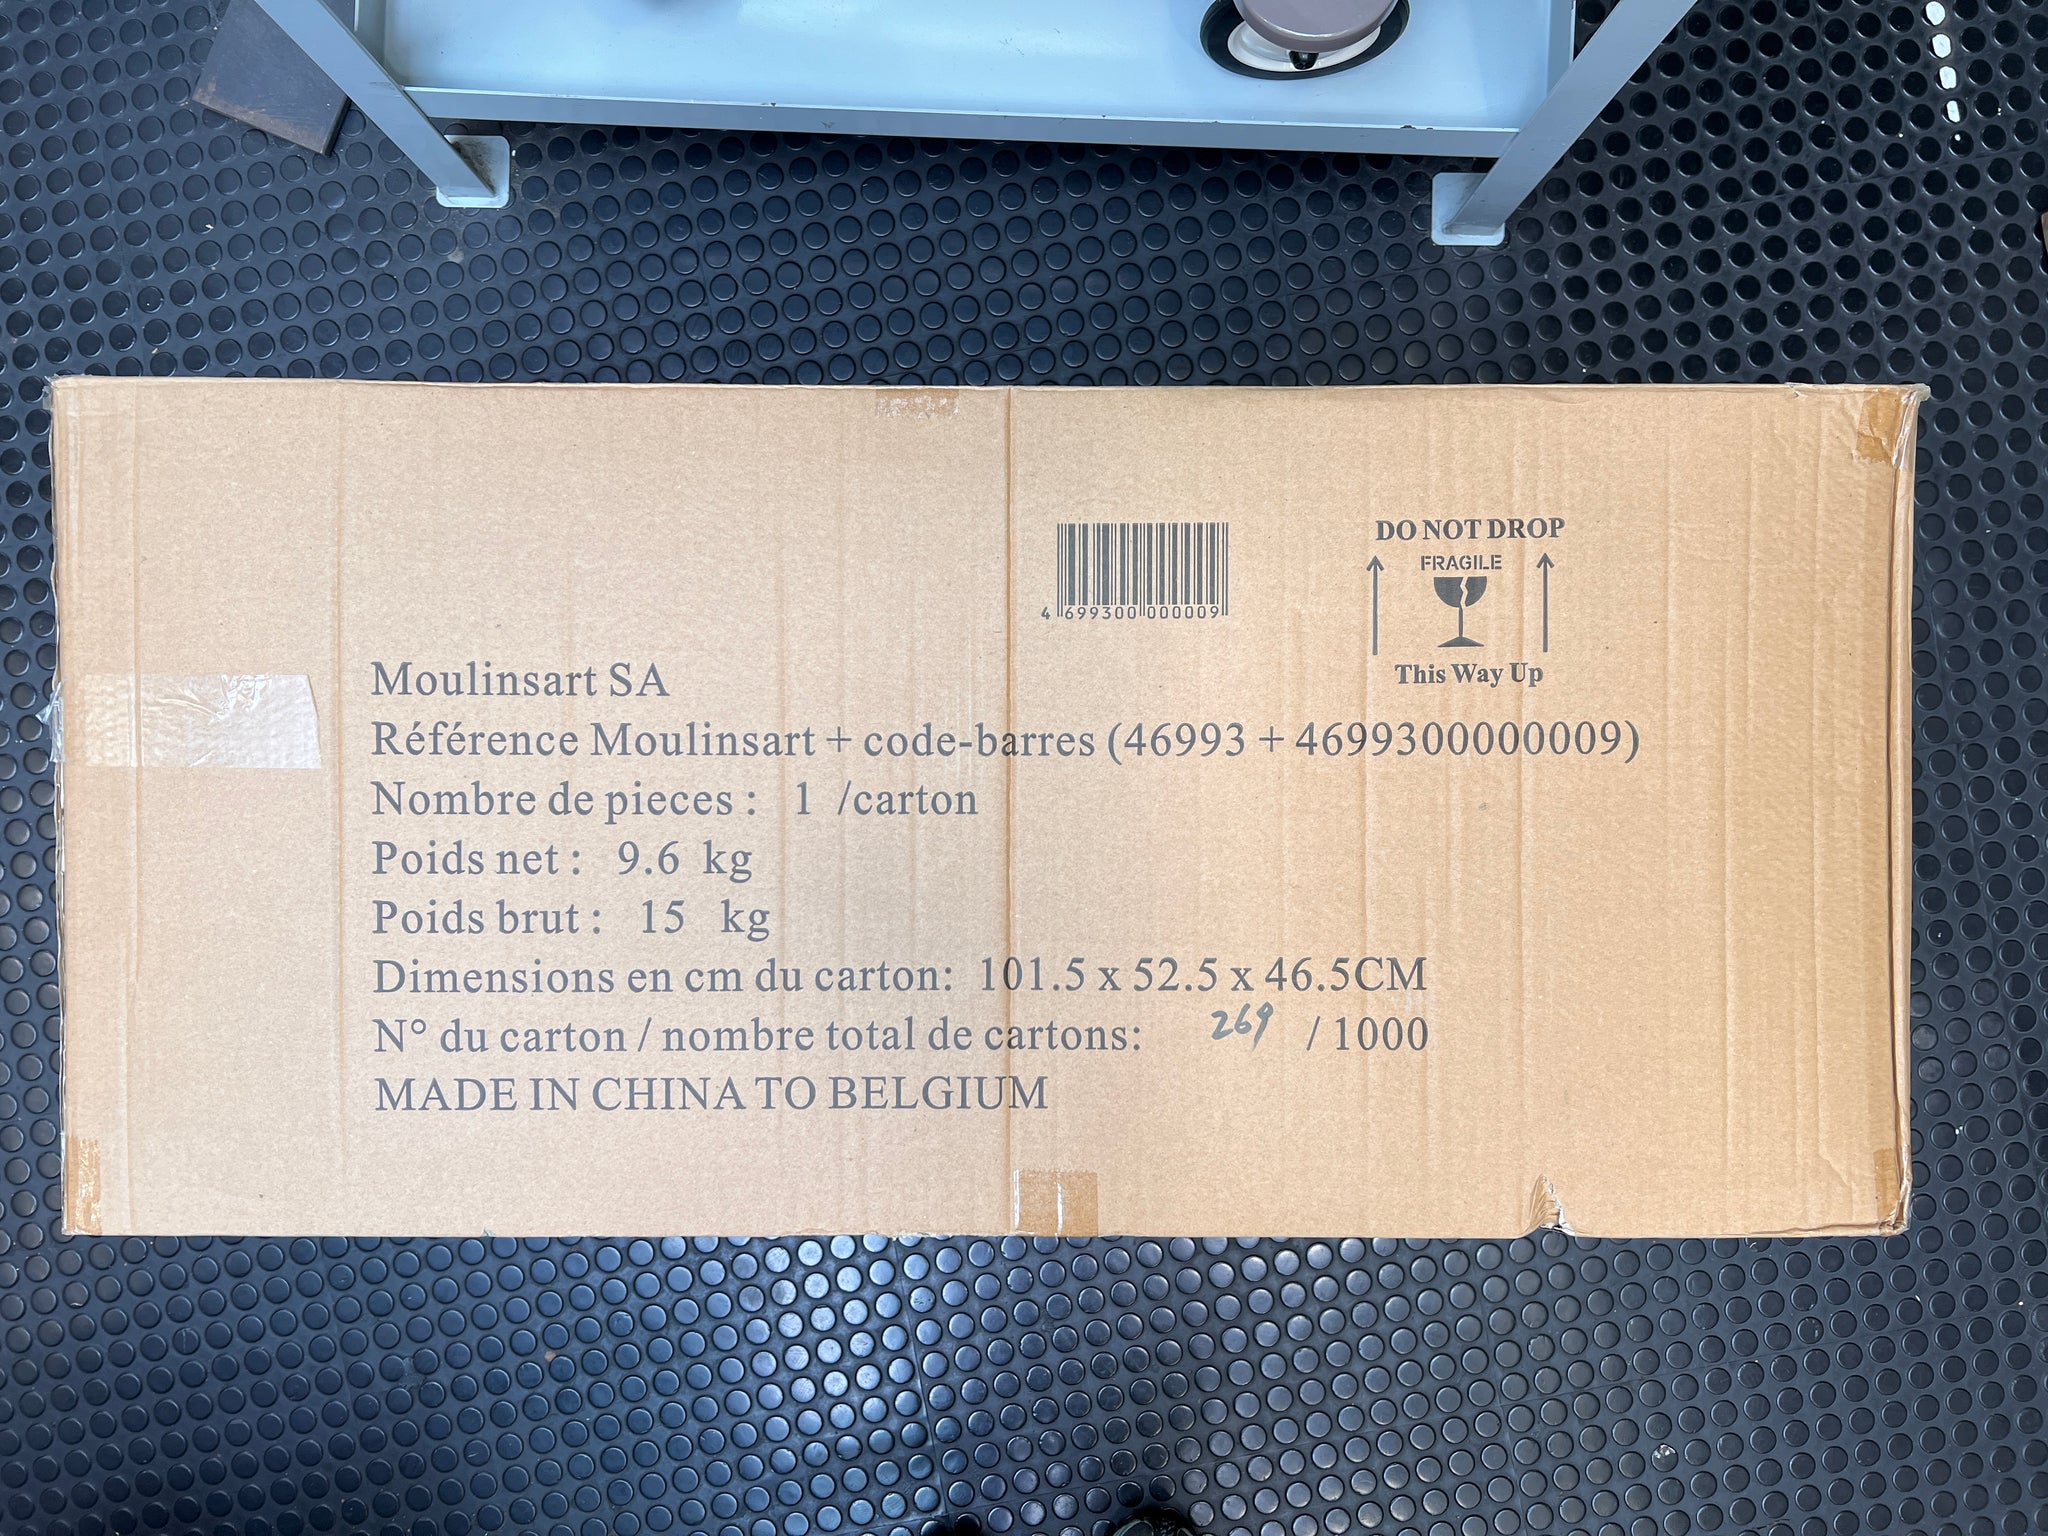 DO NOT DROP
FRAGILE
4 699300 000009
This Way Up
Moulinsart SA
Référence Moulinsart + code-barres (46993 + 4699300000009)
Nombre de pieces : 1 /carton
Poids net : 9.6 kg
Poids brut : 15 kg
Dimensions en cm du carton: 101.5 x 52.5 x 46.5CM
N° du carton / nombre total de cartons: 269 / 1000
MADE IN CHINA TO BELGIUM